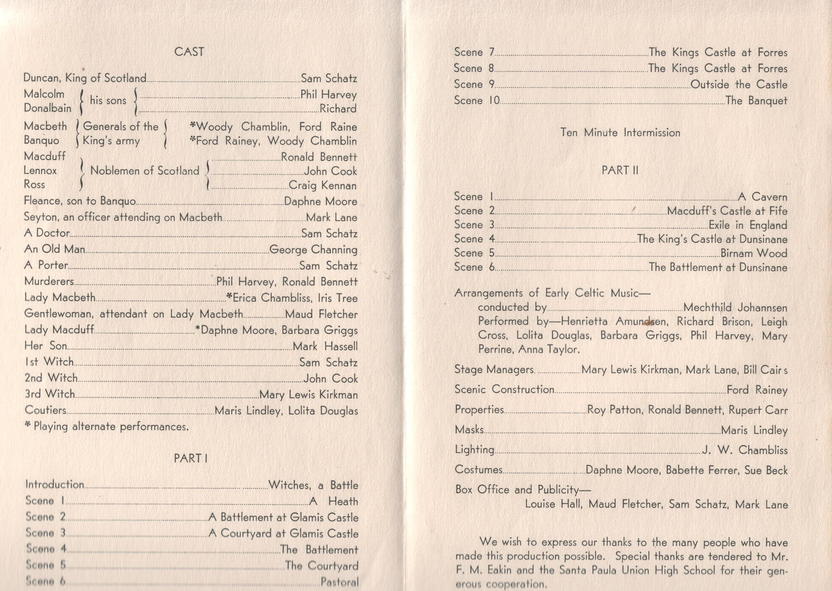 CAST
Duncan, King of Scotland Sam Schatz
Malcolm { his sons { Phil Harvey
Donalbain Richard
Macbeth { Generals of the { *Woody Chamblin, Ford Raine
Banquo { King's army { *Ford Rainey, Woody Chamblin
Macduff Ronald Bennett
Lennox } Noblemen of Scotland { John Cook
Ross Craig Kennan
Fleance, son to Banquo Daphne Moore
Seyton, an officer attending on Macbeth Mark Lane
A Doctor Sam Schatz
An Old Man George Channing
A Porter Sam Schatz
Murderers Phil Harvey, Ronald Bennett
Lady Macbeth *Erica Chambliss, Iris Tree
Gentlewoman, attendant on Lady Macbeth Maud Fletcher
Lady Macduff *Daphne Moore, Barbara Griggs
Her Son Mark Hassell
1st Witch Sam Schatz
2nd Witch John Cook
3rd Witch Mary Lewis Kirkman
Coutiers Maris Lindley, Lolita Douglas
* Playing alternate performances.
PART I
Introduction Witches, a Battle
Scene 1 A Heath
Scene 2 A Battlement at Glamis Castle
Scene 3 A Courtyard at Glamis Castle
Scene 4 The Battlement
Scene 5 The Courtyard
Scene 6 Pastoral
Scene 7 The Kings Castle at Forres
Scene 8 The Kings Castle at Forres
Scene 9 Outside the Castle
Scene 10 The Banquet
Ten Minute Intermission
PART II
Scene 1 A Cavern
Scene 2 Macduff's Castle at Fife
Scene 3 Exile in England
Scene 4 The King's Castle at Dunsinane
Scene 5 Birnam Wood
Scene 6 The Battlement at Dunsinane
Arrangements of Early Celtic Music—
conducted by Mechthild Johannsen
Performed by—Henrietta Amundsen, Richard Brison, Leigh
Cross, Lolita Douglas, Barbara Griggs, Phil Harvey, Mary
Perrine, Anna Taylor.
Stage Managers Mary Lewis Kirkman, Mark Lane, Bill Cairs
Scenic Construction Ford Rainey
Properties Roy Patton, Ronald Bennett, Rupert Carr
Masks Maris Lindley
Lighting J. W. Chambliss
Costumes Daphne Moore, Babette Ferrer, Sue Beck
Box Office and Publicity—
Louise Hall, Maud Fletcher, Sam Schatz, Mark Lane
We wish to express our thanks to the many people who have
made this production possible. Special thanks are tendered to Mr.
F. M. Eakin and the Santa Paula Union High School for their gen-
erous cooperation.